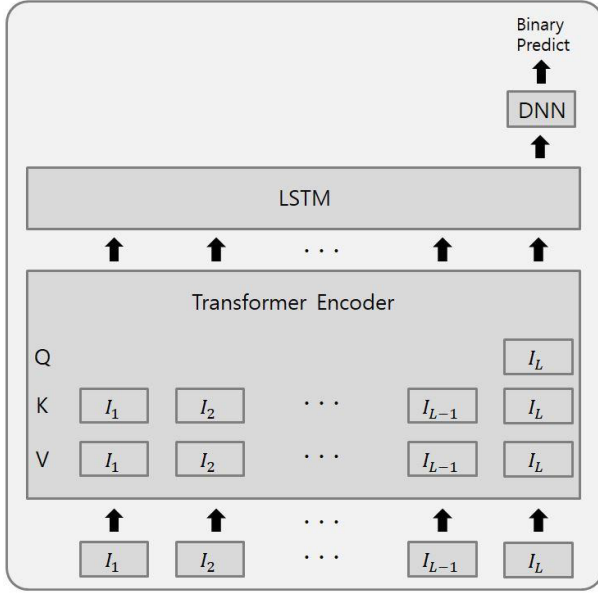 Binary
Predict
DNN
LSTM
. . .
Transformer Encoder
Q I_L
K I_1 I_2 . . . I_{L-1} I_L
V I_1 I_2 . . . I_{L-1} I_L
. . .
I_1 I_2 . . . I_{L-1} I_L